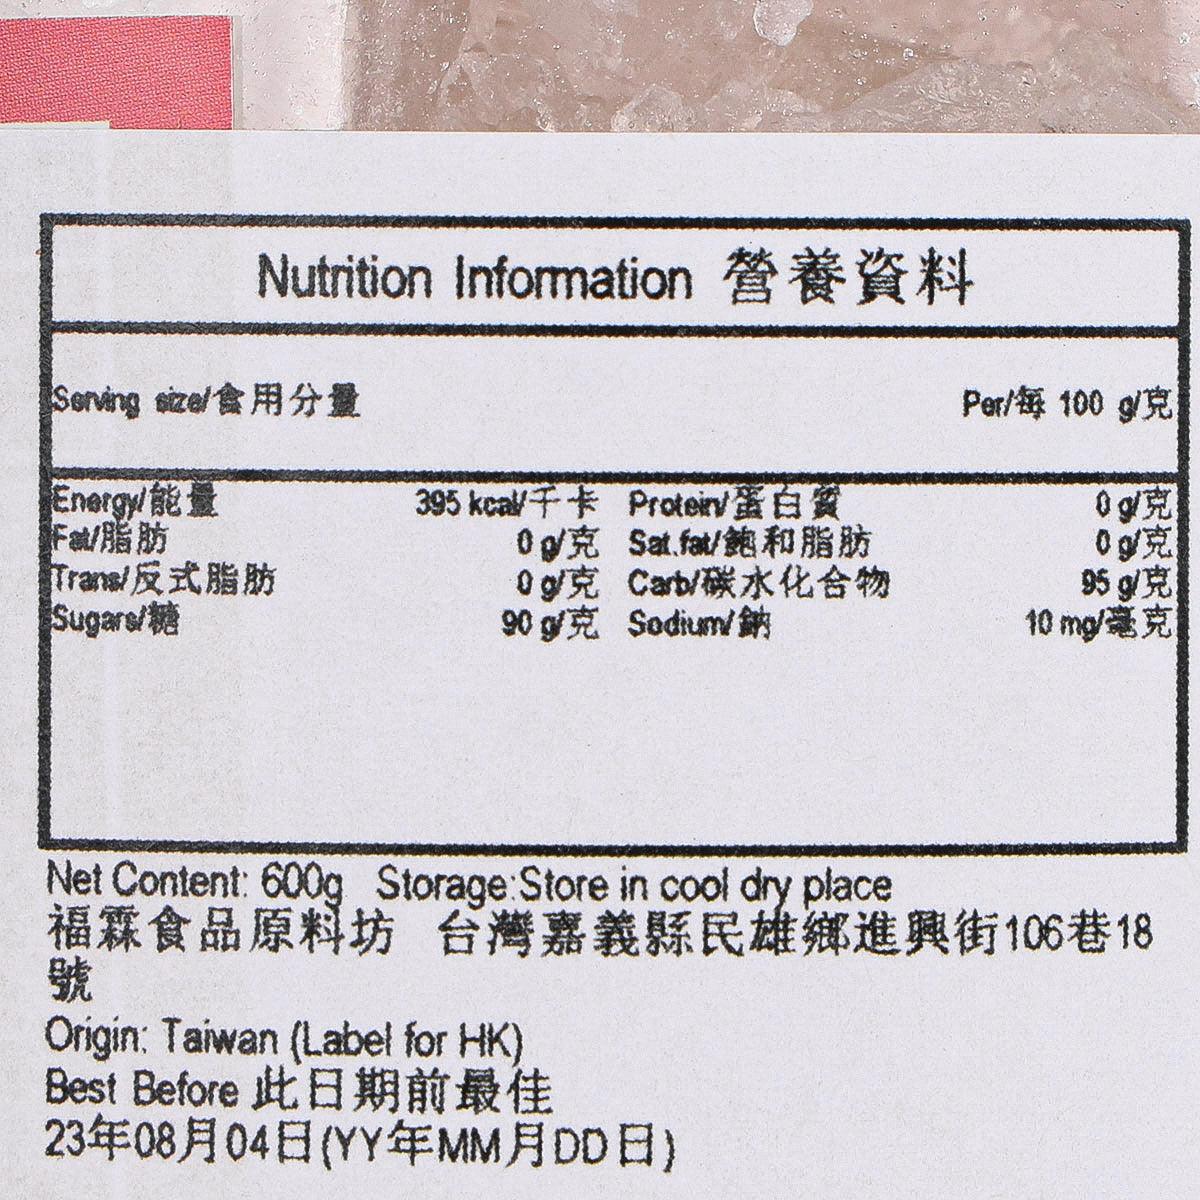 Nutrition Information 營養資料
Serving size/食用分量 Per/每 100 g/克
Energy/能量 395 kcal/千卡 Protein/蛋白質 0 g/克
Fat/脂肪 0 g/克 Sat.fat/飽和脂肪 0 g/克
Trans/反式脂肪 0 g/克 Carb/碳水化合物 95 g/克
Sugars/糖 90 g/克 Sodium/鈉 10 mg/毫克
Net Content: 600g Storage:Store in cool dry place
福霖食品原料坊 台灣嘉義縣民雄鄉進興街106巷18
號
Origin: Taiwan (Label for HK)
Best Before 此日期前最佳
23年08月04日(YY年MM月DD日)